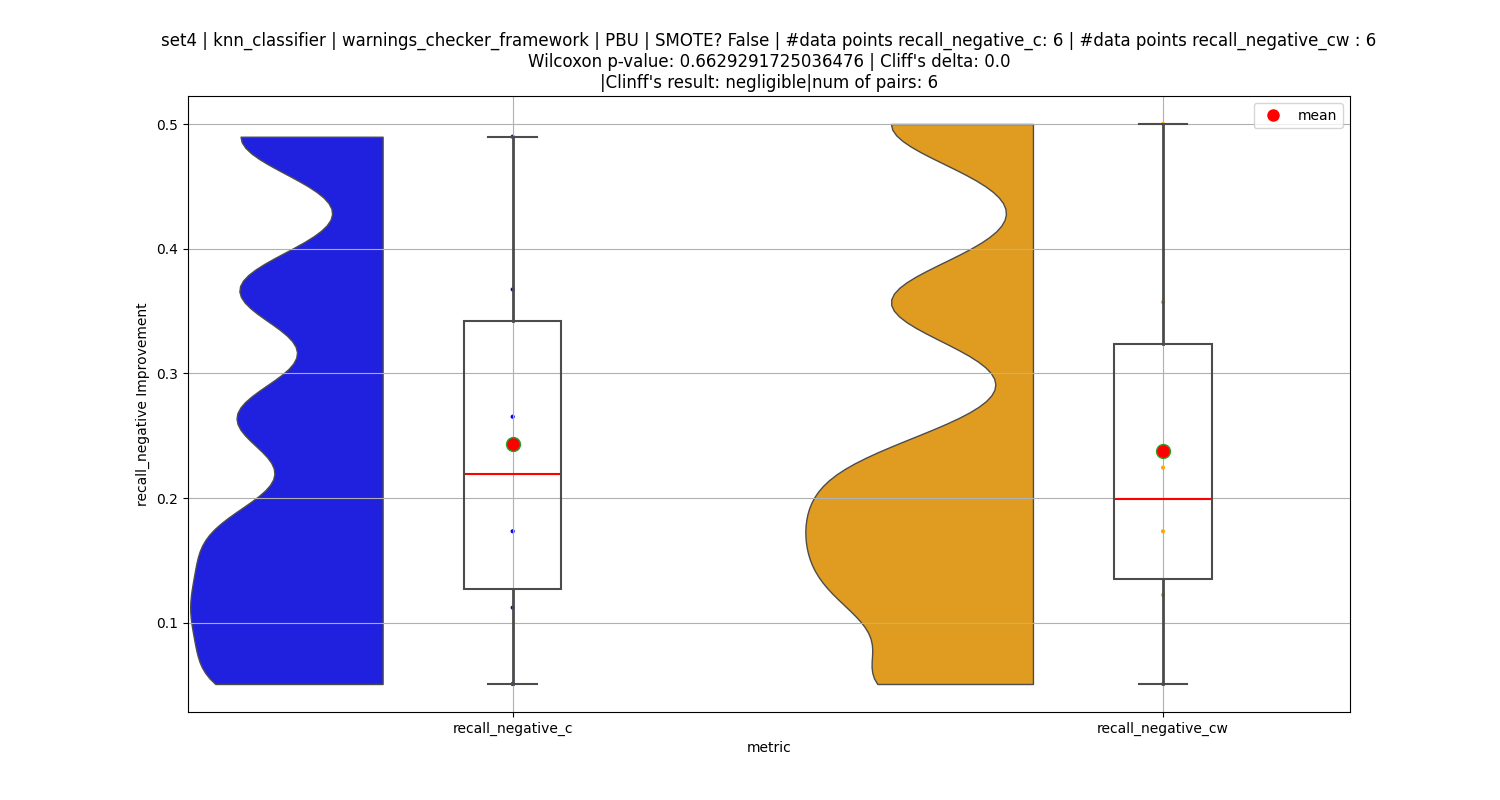 set4 | knn_classifier | warnings_checker_framework | PBU | SMOTE? False | #data points recall_negative_c: 6 | #data points recall_negative_cw : 6
Wilcoxon p-value: 0.6629291725036476 | Cliff's delta: 0.0
|Clinff's result: negligible|num of pairs: 6
mean
0.5
0.4
0.3
0.2
0.1
recall_negative Improvement
recall_negative_c
recall_negative_cw
metric